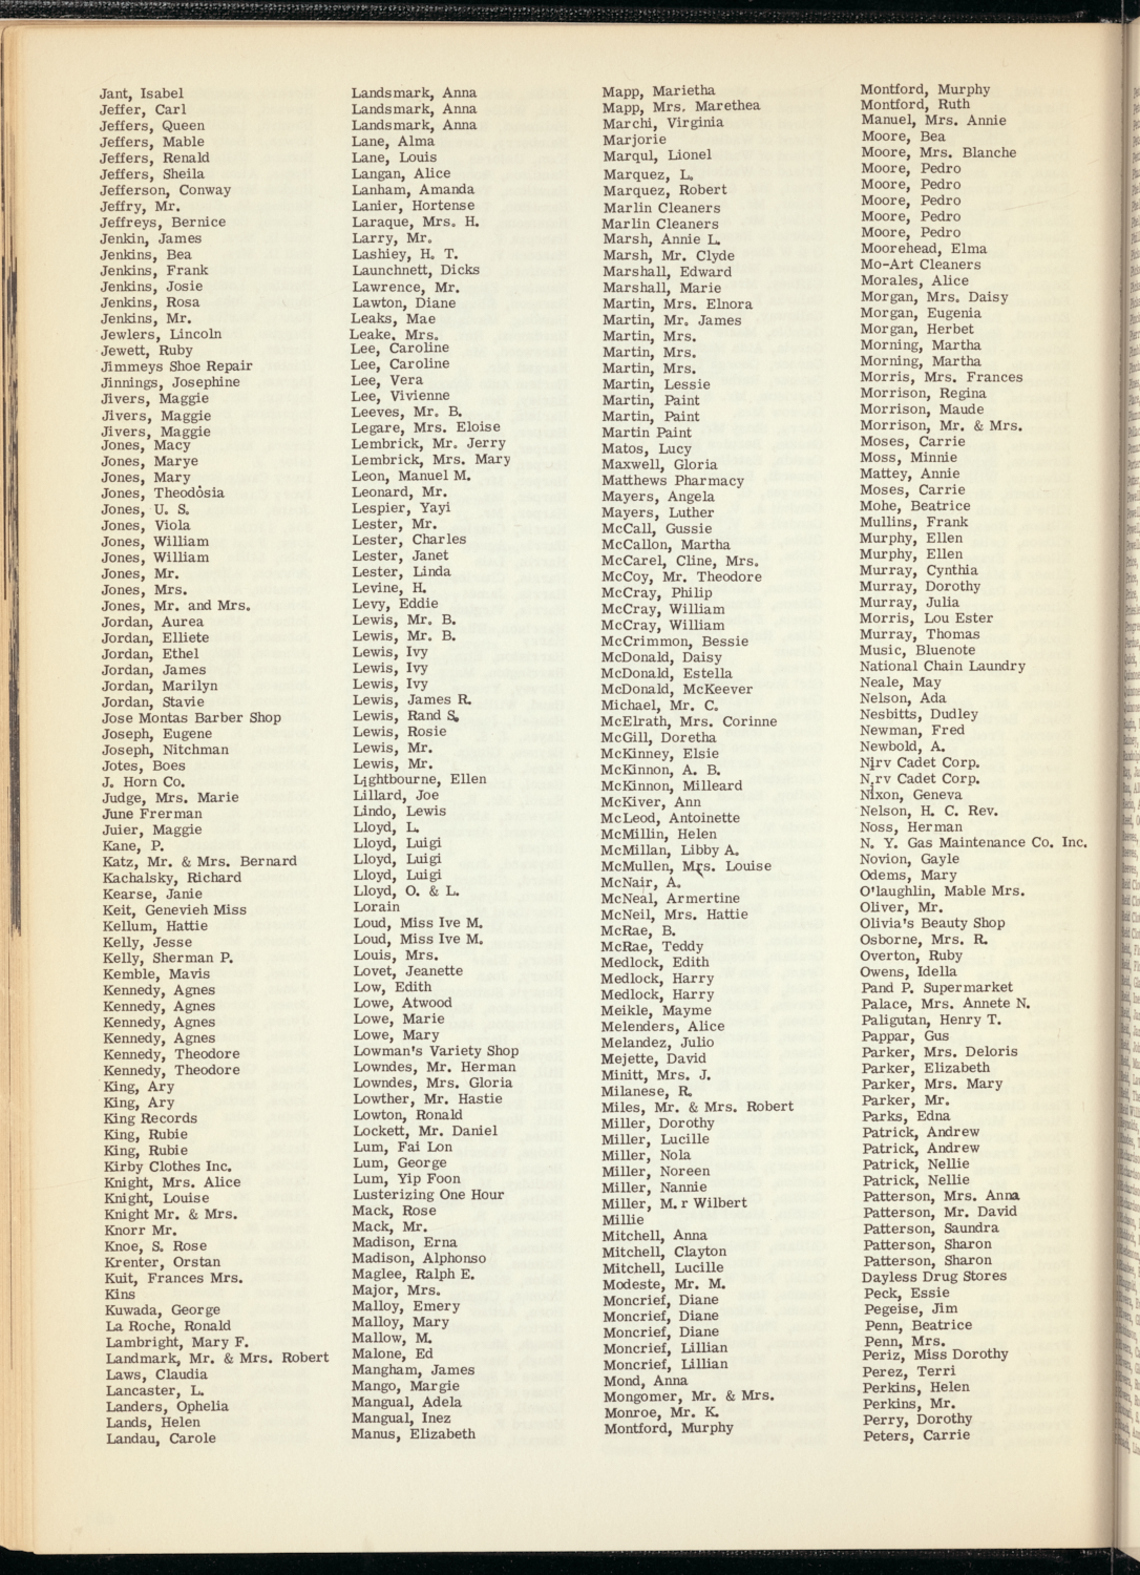 Jant, Isabel
Jeffer, Carl
Jeffers, Queen
Jeffers, Mable
Jeffers, Renald
Jeffers, Sheila
Jefferson, Conway
Jeffry, Mr.
Jeffreys, Bernice
Jenkin, James
Jenkins, Bea
Jenkins, Frank
Jenkins, Josie
Jenkins, Rosa
Jenkins, Mr.
Jewlers, Lincoln
Jewett, Ruby
Jimmeys Shoe Repair
Jinnings, Josephine
Jivers, Maggie
Jivers, Maggie
Jivers, Maggie
Jones, Macy
Jones, Marye
Jones, Mary
Jones, Theodosia
Jones, U. S.
Jones, Viola
Jones, William
Jones, William
Jones, Mr.
Jones, Mrs.
Jones, Mr. and Mrs.
Jordan, Aurea
Jordan, Elliete
Jordan, Ethel
Jordan, James
Jordan, Marilyn
Jordan, Stavie
Jose Montas Barber Shop
Joseph, Eugene
Joseph, Nitchman
Jotes, Boes
J. Horn Co.
Judge, Mrs. Marie
June Frerman
Juier, Maggie
Kane, P.
Katz, Mr. & Mrs. Bernard
Kachalsky, Richard
Kearse, Janie
Keit, Genevieh Miss
Kellum, Hattie
Kelly, Jesse
Kelly, Sherman P.
Kemble, Mavis
Kennedy, Agnes
Kennedy, Agnes
Kennedy, Agnes
Kennedy, Agnes
Kennedy, Theodore
Kennedy, Theodore
King, Ary
King, Ary
King Records
King, Rubie
King, Rubie
Kirby Clothes Inc.
Knight, Mrs. Alice
Knight, Louise
Knight Mr. & Mrs.
Knorr Mr.
Knoe, S. Rose
Krenter, Orstan
Kuit, Frances Mrs.
Kins
Kuwada, George
La Roche, Ronald
Lambright, Mary F.
Landmark, Mr. & Mrs. Robert
Laws, Claudia
Lancaster, L.
Landers, Ophelia
Lands, Helen
Landau, Carole
Landsmark, Anna
Landsmark, Anna
Landsmark, Anna
Lane, Alma
Lane, Louis
Langan, Alice
Lanham, Amanda
Lanier, Hortense
Laraque, Mrs. H.
Larry, Mr.
Lashiey, H. T.
Launchnett, Dicks
Lawrence, Mr.
Lawton, Diane
Leaks, Mae
Leake, Mrs.
Lee, Caroline
Lee, Caroline
Lee, Vera
Lee, Vivienne
Leeves, Mr. B.
Legare, Mrs. Eloise
Lembrick, Mr. Jerry
Lembrick, Mrs. Mary
Leon, Manuel M.
Leonard, Mr.
Lespier, Yayi
Lester, Mr.
Lester, Charles
Lester, Janet
Lester, Linda
Levine, H.
Levy, Eddie
Lewis, Mr. B.
Lewis, Mr. B.
Lewis, Ivy
Lewis, Ivy
Lewis, Ivy
Lewis, James R.
Lewis, Rand S.
Lewis, Rosie
Lewis, Mr.
Lewis, Mr.
Lightbourne, Ellen
Lillard, Joe
Lindo, Lewis
Lloyd, L.
Lloyd, Luigi
Lloyd, Luigi
Lloyd, Luigi
Lloyd, O. & L.
Lorain
Loud, Miss Ive M.
Loud, Miss Ive M.
Louis, Mrs.
Lovet, Jeanette
Low, Edith
Lowe, Atwood
Lowe, Marie
Lowe, Mary
Lowman's Variety Shop
Lowndes, Mr. Herman
Lowndes, Mrs. Gloria
Lowther, Mr. Hastie
Lowton, Ronald
Lockett, Mr. Daniel
Lum, Fai Lon
Lum, George
Lum, Yip Foon
Lusterizing One Hour
Mack, Rose
Mack, Mr.
Madison, Erna
Madison, Alphonso
Maglee, Ralph E.
Major, Mrs.
Malloy, Emery
Malloy, Mary
Mallow, M.
Malone, Ed
Mangham, James
Mango, Margie
Mangual, Adela
Mangual, Inez
Manus, Elizabeth
Mapp, Marietha
Mapp, Mrs. Marethea
Marchi, Virginia
Marjorie
Marqul, Lionel
Marquez, L.
Marquez, Robert
Marlin Cleaners
Marlin Cleaners
Marsh, Annie L.
Marsh, Mr. Clyde
Marshall, Edward
Marshall, Marie
Martin, Mrs. Elnora
Martin, Mr. James
Martin, Mrs.
Martin, Mrs.
Martin, Mrs.
Martin, Lessie
Martin, Paint
Martin, Paint
Martin Paint
Matos, Lucy
Maxwell, Gloria
Matthews Pharmacy
Mayers, Angela
Mayers, Luther
McCall, Gussie
McCallon, Martha
McCarel, Cline, Mrs.
McCoy, Mr. Theodore
McCray, Philip
McCray, William
McCray, William
McCrimmon, Bessie
McDonald, Daisy
McDonald, Estella
McDonald, McKeever
Michael, Mr. C.
McElrath, Mrs. Corinne
McGill, Doretha
McKinney, Elsie
McKinnon, A. B.
McKinnon, Milleard
McKiver, Ann
McLeod, Antoinette
McMillin, Helen
McMillan, Libby A.
McMullen, Mrs. Louise
McNair, A.
McNeal, Armertine
McNeil, Mrs. Hattie
McRae, B.
McRae, Teddy
Medlock, Edith
Medlock, Harry
Medlock, Harry
Meikle, Mayme
Melenders, Alice
Melandez, Julio
Mejette, David
Minitt, Mrs. J.
Milanese, R.
Miles, Mr. & Mrs. Robert
Miller, Dorothy
Miller, Lucille
Miller, Nola
Miller, Noreen
Miller, Nannie
Miller, M.r Wilbert
Millie
Mitchell, Anna
Mitchell, Clayton
Mitchell, Lucille
Modeste, Mr. M.
Moncrief, Diane
Moncrief, Diane
Moncrief, Diane
Moncrief, Lillian
Moncrief, Lillian
Mond, Anna
Mongomer, Mr. & Mrs.
Monroe, Mr. K.
Montford, Murphy
Montford, Murphy
Montford, Ruth
Manuel, Mrs. Annie
Moore, Bea
Moore, Mrs. Blanche
Moore, Pedro
Moore, Pedro
Moore, Pedro
Moore, Pedro
Moore, Pedro
Moorehead, Elma
Mo-Art Cleaners
Morales, Alice
Morgan, Mrs. Daisy
Morgan, Eugenia
Morgan, Herbet
Morning, Martha
Morning, Martha
Morris, Mrs. Frances
Morrison, Regina
Morrison, Maude
Morrison, Mr. & Mrs.
Moses, Carrie
Moss, Minnie
Mattey, Annie
Moses, Carrie
Mohe, Beatrice
Mullins, Frank
Murphy, Ellen
Murphy, Ellen
Murray, Cynthia
Murray, Dorothy
Murray, Julia
Morris, Lou Ester
Murray, Thomas
Music, Bluenote
National Chain Laundry
Neale, May
Nelson, Ada
Nesbitts, Dudley
Newman, Fred
Newbold, A.
Nirv Cadet Corp.
N.rv Cadet Corp.
Nixon, Geneva
Nelson, H. C. Rev.
Noss, Herman
N. Y. Gas Maintenance Co. Inc.
Novion, Gayle
Odems, Mary
O'laughlin, Mable Mrs.
Oliver, Mr.
Olivia's Beauty Shop
Osborne, Mrs. R.
Overton, Ruby
Owens, Idella
Pand P. Supermarket
Palace, Mrs. Annete N.
Paligutan, Henry T.
Pappar, Gus
Parker, Mrs. Deloris
Parker, Elizabeth
Parker, Mrs. Mary
Parker, Mr.
Parks, Edna
Patrick, Andrew
Patrick, Andrew
Patrick, Nellie
Patrick, Nellie
Patterson, Mrs. Anna
Patterson, Mr. David
Patterson, Saundra
Patterson, Sharon
Patterson, Sharon
Dayless Drug Stores
Peck, Essie
Pegeise, Jim
Penn, Beatrice
Penn, Mrs.
Periz, Miss Dorothy
Perez, Terri
Perkins, Helen
Perkins, Mr.
Perry, Dorothy
Peters, Carrie